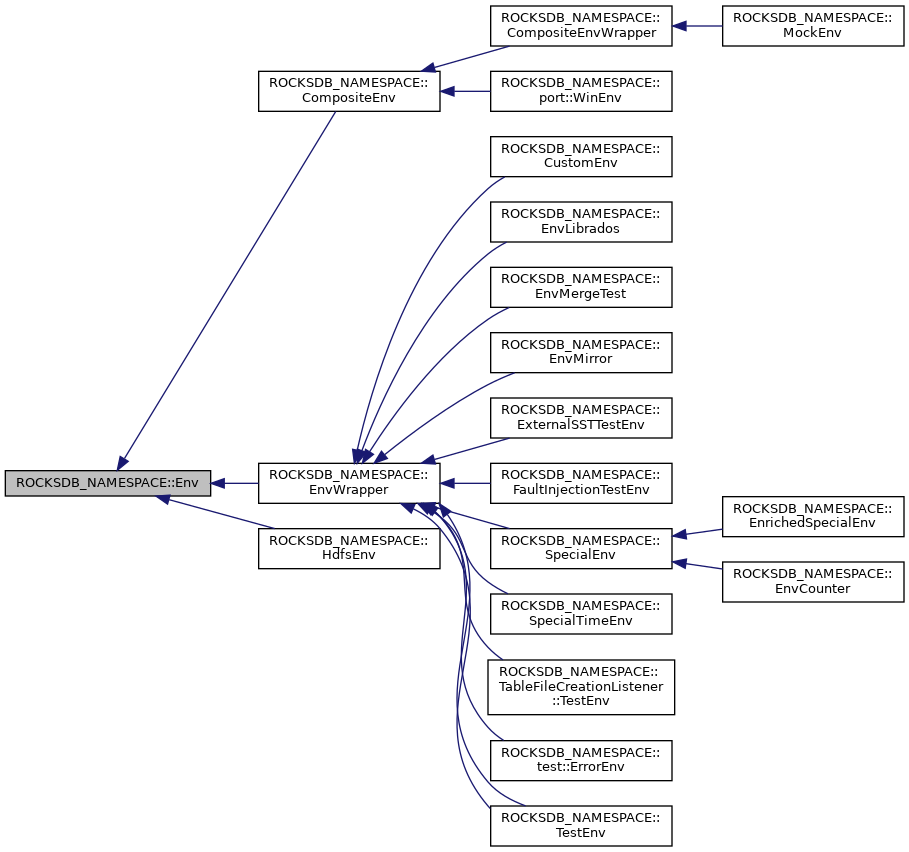 ROCKSDB_NAMESPACE::
CompositeEnvWrapper
ROCKSDB_NAMESPACE::
MockEnv
ROCKSDB_NAMESPACE::
CompositeEnv
ROCKSDB_NAMESPACE::
port::WinEnv
ROCKSDB_NAMESPACE::
CustomEnv
ROCKSDB_NAMESPACE::
EnvLibrados
ROCKSDB_NAMESPACE::
EnvMergeTest
ROCKSDB_NAMESPACE::
EnvMirror
ROCKSDB_NAMESPACE::
ExternalSSTTestEnv
ROCKSDB_NAMESPACE::Env
ROCKSDB_NAMESPACE::
EnvWrapper
ROCKSDB_NAMESPACE::
FaultInjectionTestEnv
ROCKSDB_NAMESPACE::
EnrichedSpecialEnv
ROCKSDB_NAMESPACE::
HdfsEnv
ROCKSDB_NAMESPACE::
SpecialEnv
ROCKSDB_NAMESPACE::
EnvCounter
ROCKSDB_NAMESPACE::
SpecialTimeEnv
ROCKSDB_NAMESPACE::
TableFileCreationListener
::TestEnv
ROCKSDB_NAMESPACE::
test::ErrorEnv
ROCKSDB_NAMESPACE::
TestEnv